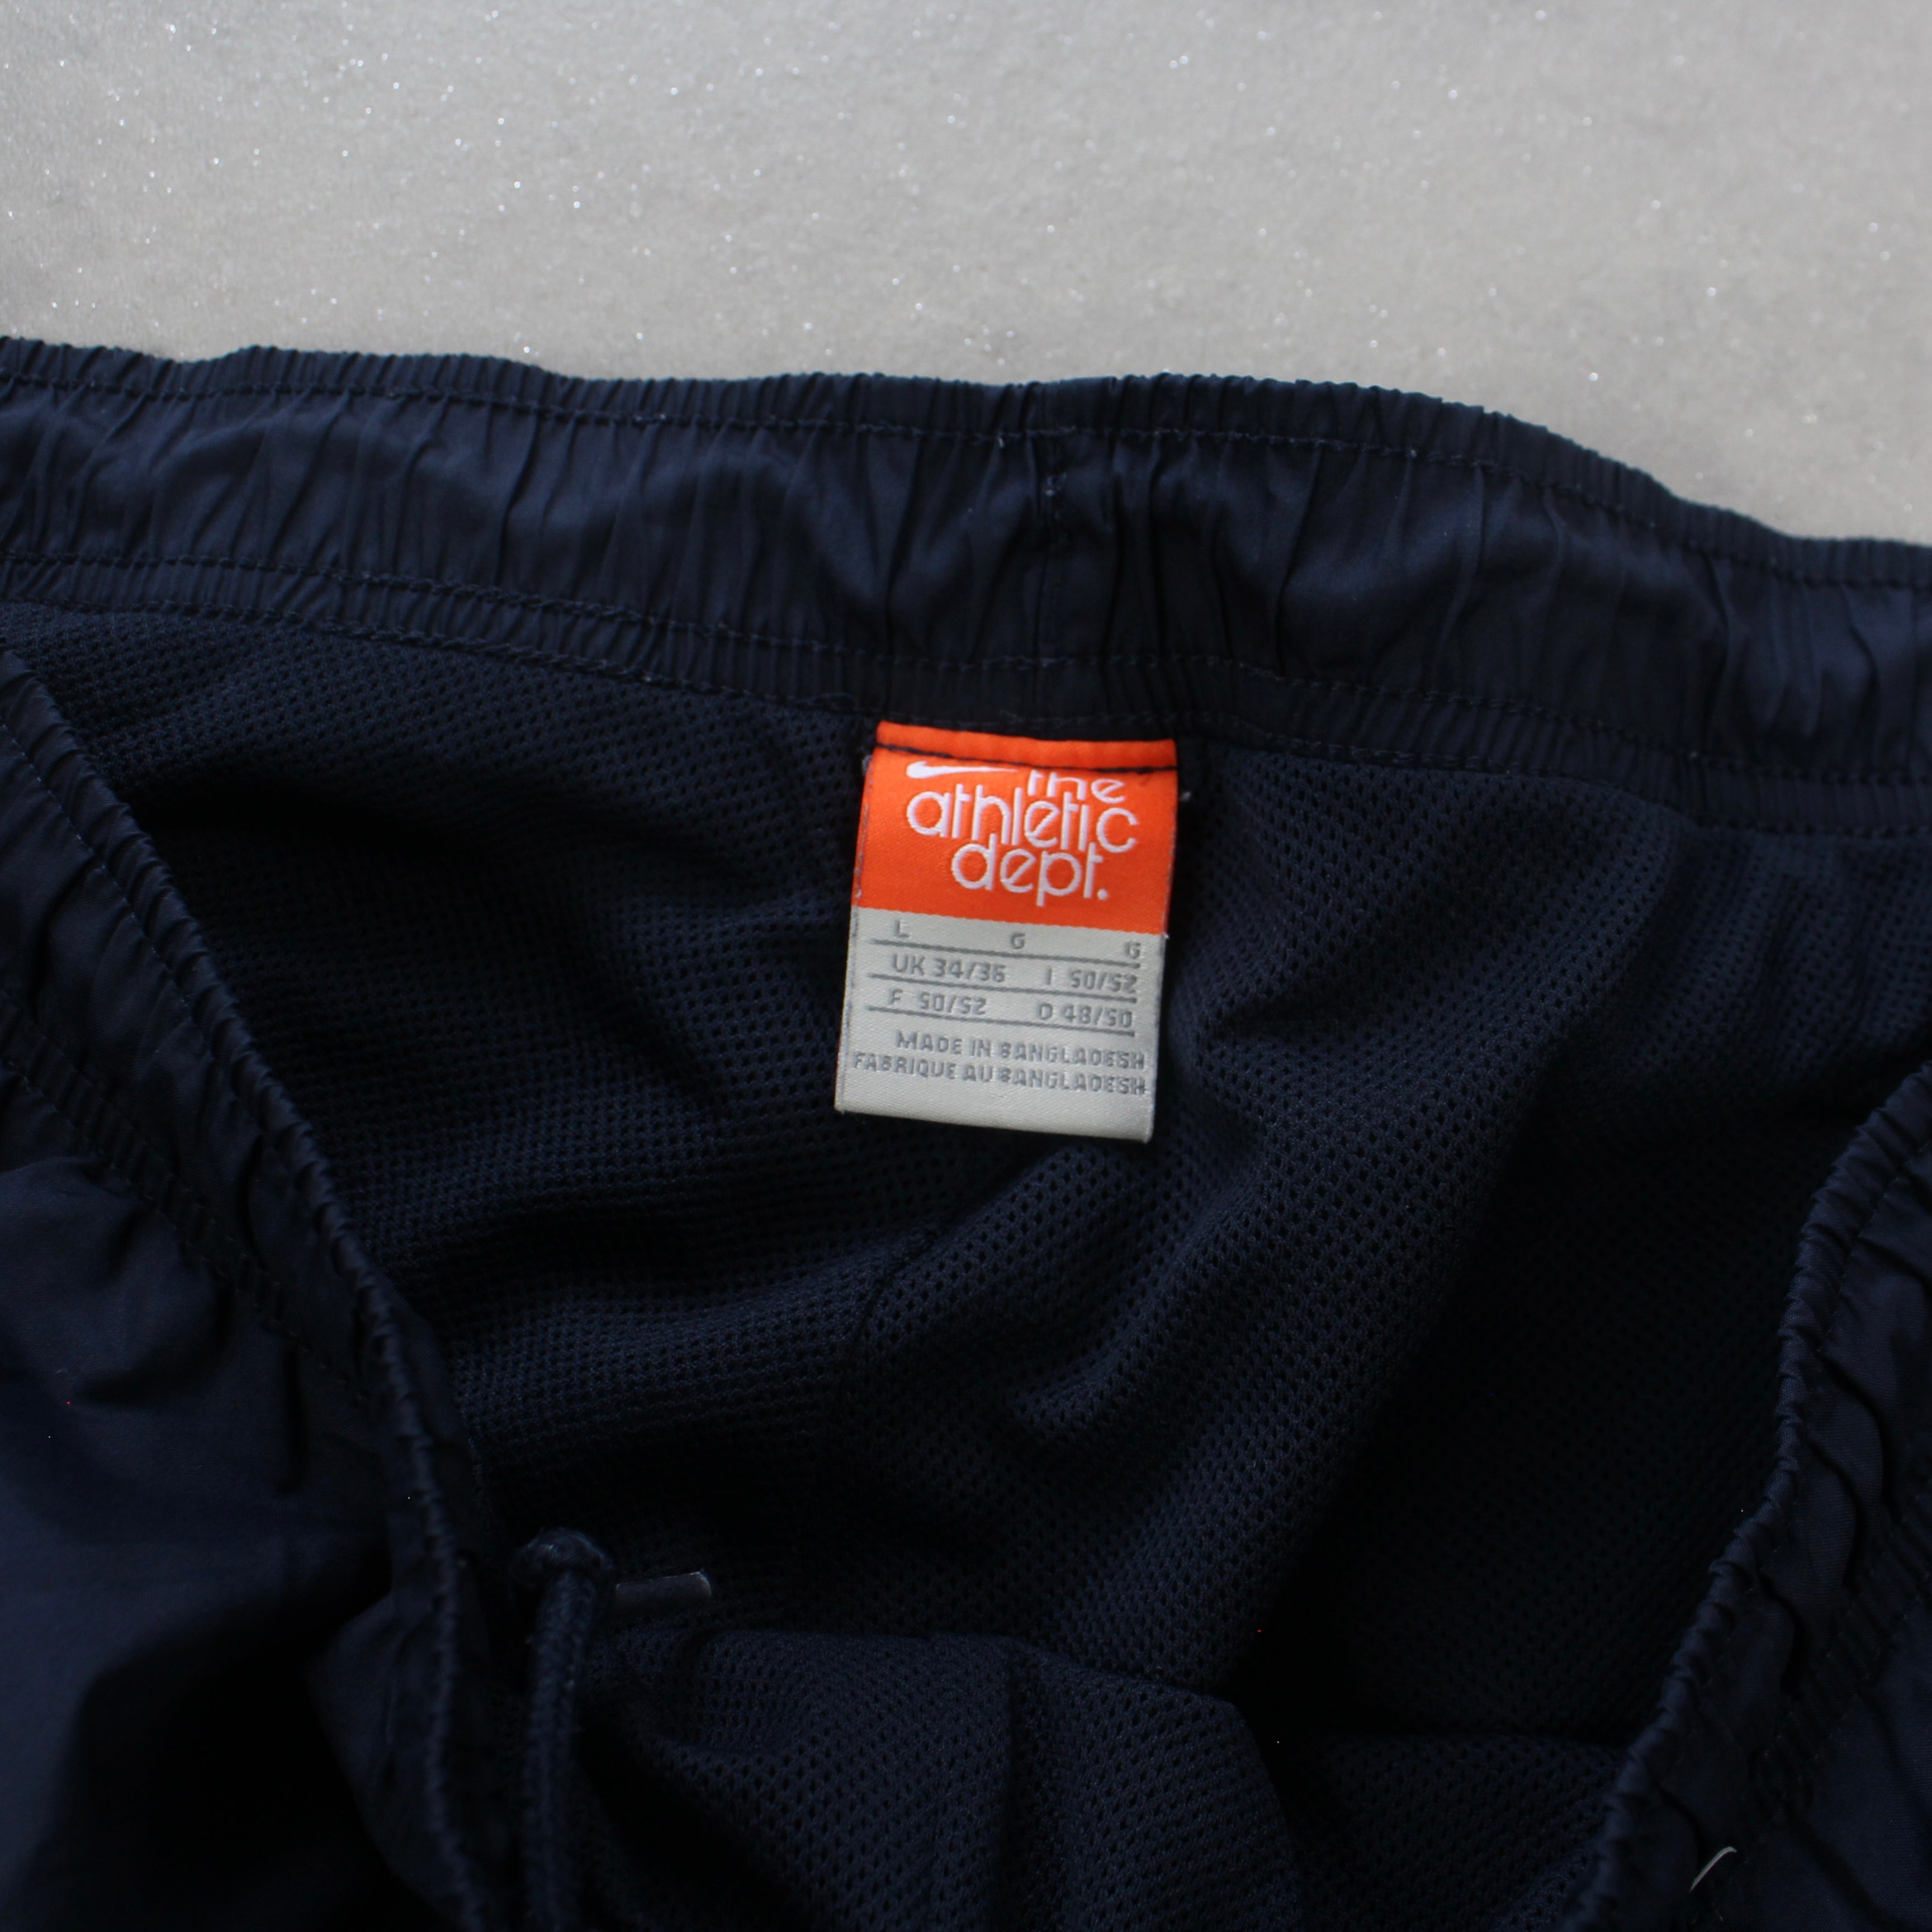 the
athletic
dept.
L G G
UK 34/36 I 50/52
F 50/52 D 48/50
MADE IN BANGLADESH
FABRIQUE AU BANGLADESH